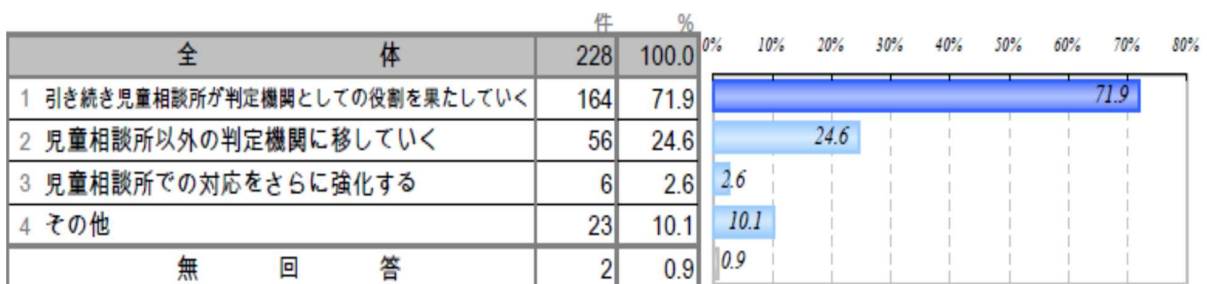 件 %
0% 10% 20% 30% 40% 50% 60% 70% 80%
全 体 228 100.0
1 引き続き児童相談所が判定機関としての役割を果たしていく 164 71.9 71.9
2 児童相談所以外の判定機関に移していく 56 24.6 24.6
3 児童相談所での対応をさらに強化する 6 2.6 2.6
4 その他 23 10.1 10.1
無 回 答 2 0.9 0.9